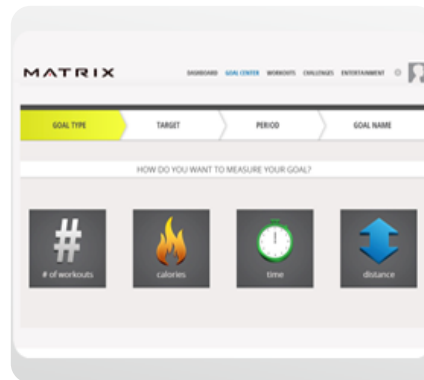 MATRIX
DASHBOARD GOAL CENTER WORKOUTS CHALLENGES ENTERTAINMENT
GOAL TYPE TARGET PERIOD GOAL NAME
HOW DO YOU WANT TO MEASURE YOUR GOAL?
#
# of workouts calories time distance